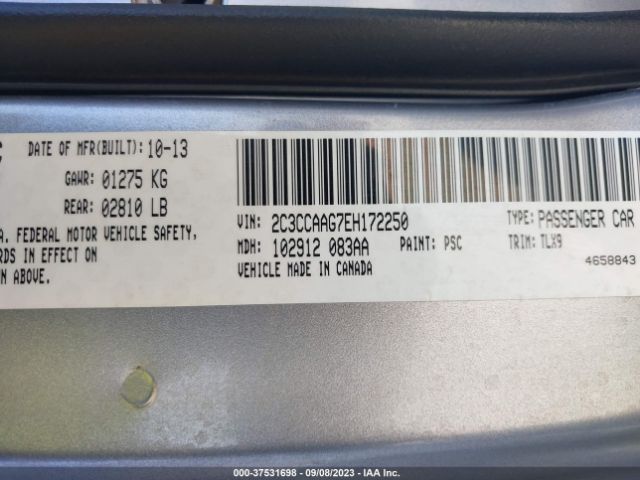 DATE OF MFR(BUILT): 10-13
GAWR: 01275 KG
REAR: 02810 LB
A. FEDERAL MOTOR VEHICLE SAFETY,
RDS IN EFFECT ON
N ABOVE.
VIN: 2C3CCAAG7EH172250
TYPE: PASSENGER CAR
MDH: 102912 083AA
PAINT: PSC
TRIM: TLX9
VEHICLE MADE IN CANADA
4658843
000-37531698 - 09/08/2023 - IAA Inc.